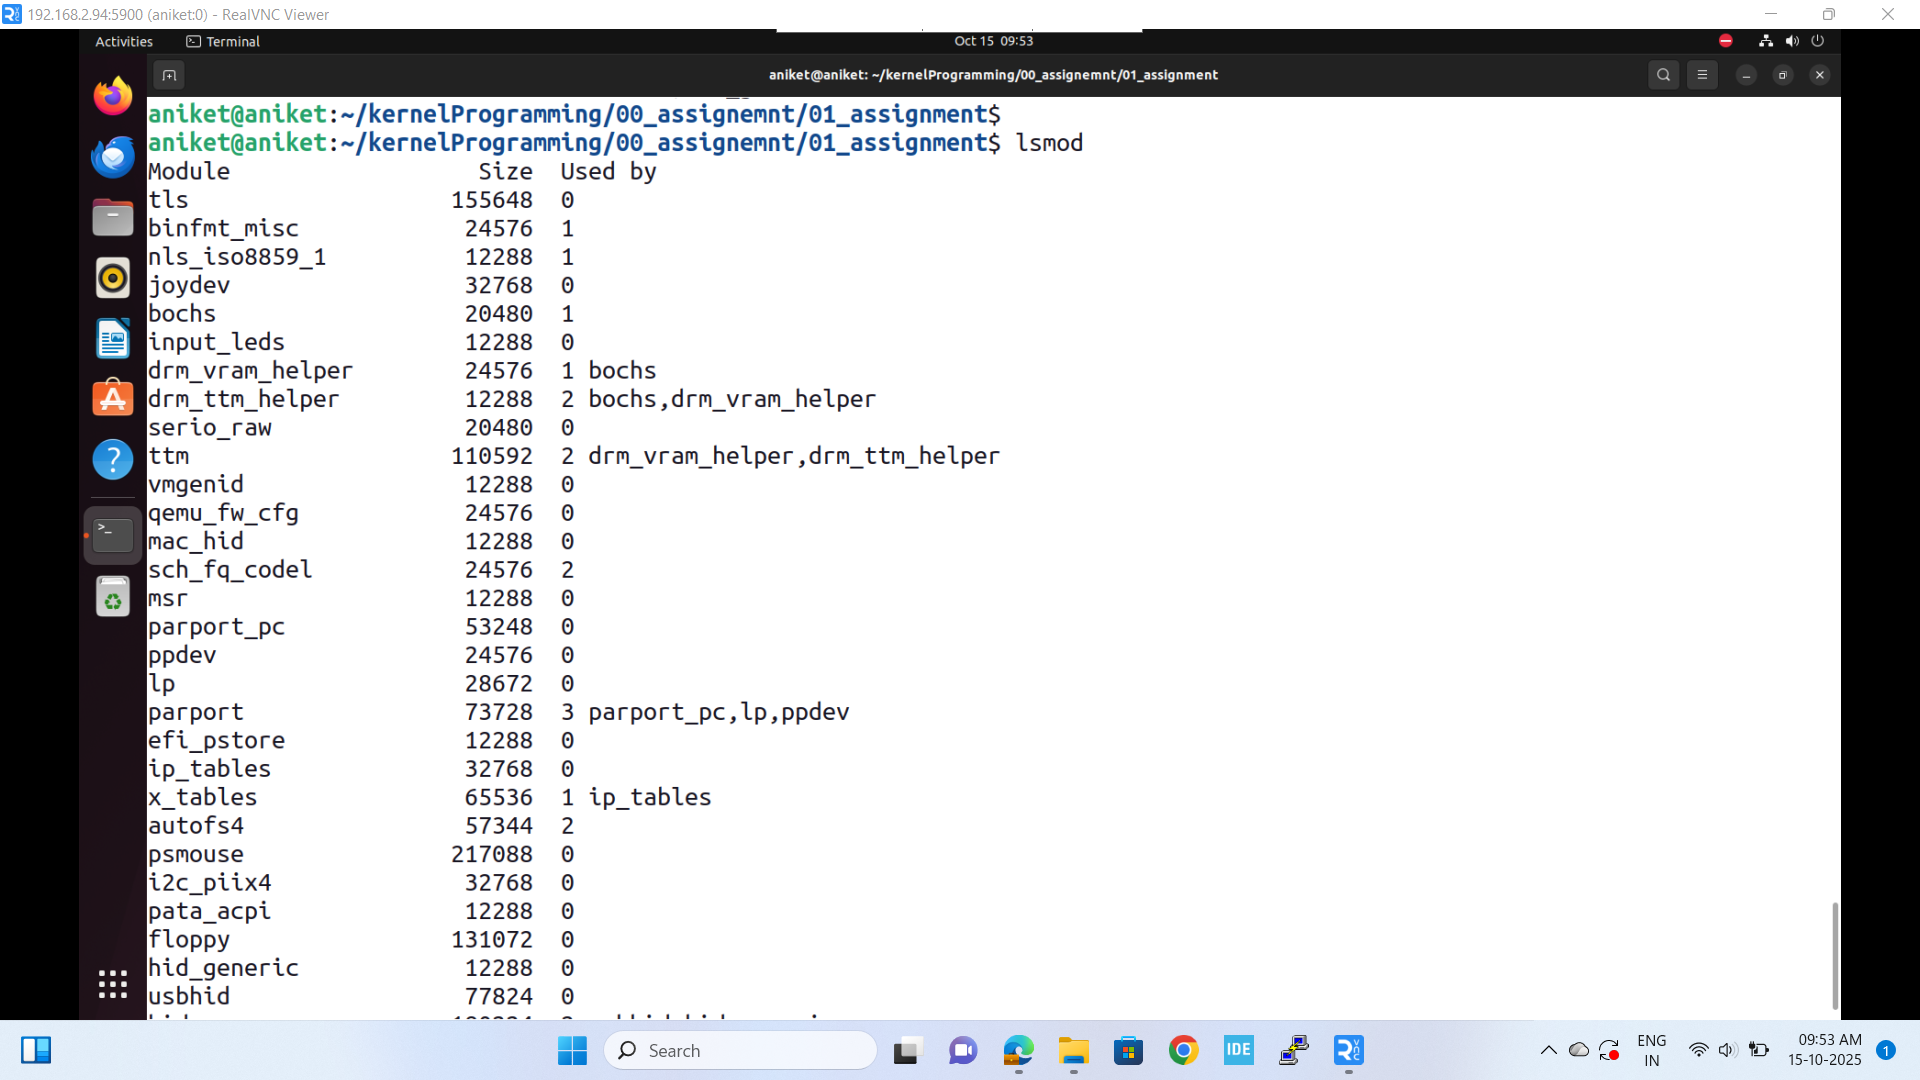 192.168.2.94:5900 (aniket:0) - RealVNC Viewer
Activities Terminal Oct 15 09:53
aniket@aniket: ~/kernelProgramming/00_assignemnt/01_assignment
aniket@aniket:~/kernelProgramming/00_assignemnt/01_assignment$
aniket@aniket:~/kernelProgramming/00_assignemnt/01_assignment$ lsmod
Module Size Used by
tls 155648 0
binfmt_misc 24576 1
nls_iso8859_1 12288 1
joydev 32768 0
bochs 20480 1
input_leds 12288 0
drm_vram_helper 24576 1 bochs
drm_ttm_helper 12288 2 bochs,drm_vram_helper
serio_raw 20480 0
ttm 110592 2 drm_vram_helper,drm_ttm_helper
vmgenid 12288 0
qemu_fw_cfg 24576 0
mac_hid 12288 0
sch_fq_codel 24576 2
msr 12288 0
parport_pc 53248 0
ppdev 24576 0
lp 28672 0
parport 73728 3 parport_pc,lp,ppdev
efi_pstore 12288 0
ip_tables 32768 0
x_tables 65536 1 ip_tables
autofs4 57344 2
psmouse 217088 0
i2c_piix4 32768 0
pata_acpi 12288 0
floppy 131072 0
hid_generic 12288 0
usbhid 77824 0
Search
IDE
ENG
IN
09:53 AM
15-10-2025
1